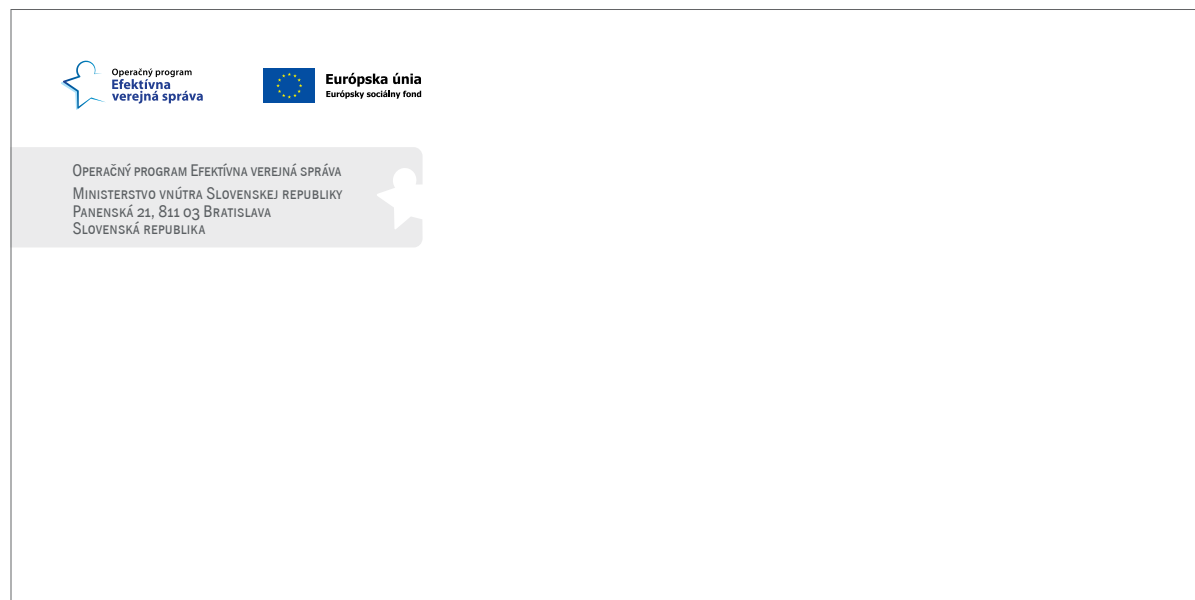 Operačný program
Efektívna
verejná správa
Európska únia
Európsky sociálny fond
Operačný program Efektívna verejná správa
Ministerstvo vnútra Slovenskej republiky
Panenská 21, 811 03 Bratislava
Slovenská republika